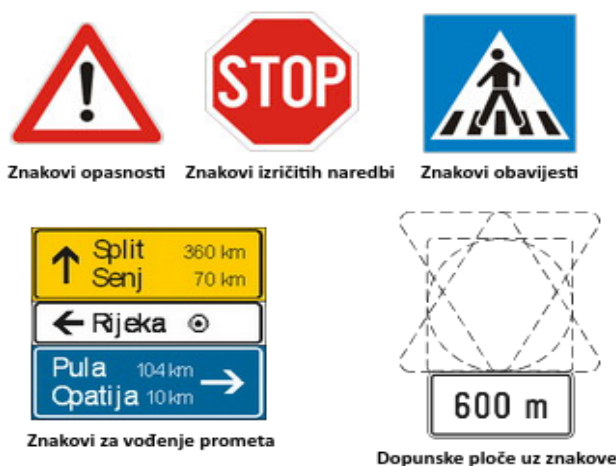 STOP
Znakovi opasnosti
Znakovi izričitih naredbi
Znakovi obavijesti
Split 360 km
Senj 70 km
Rijeka
Pula 104 km
Opatija 10 km
Znakovi za vođenje prometa
600 m
Dopunske ploče uz znakove